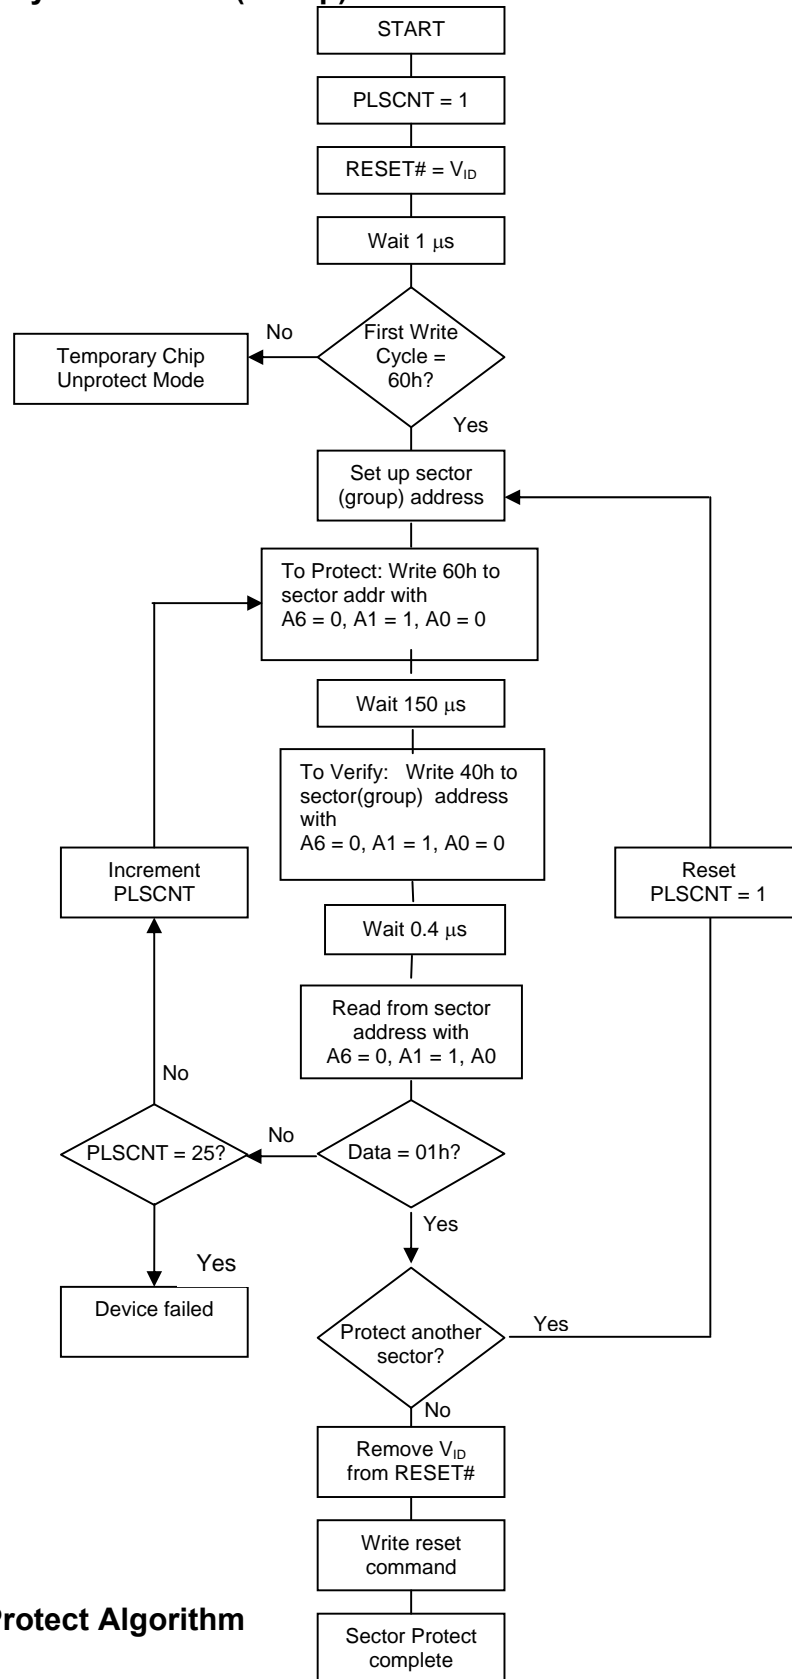 START
PLSCNT = 1
RESET# = VID
Wait 1 μs
First Write
Cycle =
60h?
No
Temporary Chip
Unprotect Mode
Yes
Set up sector
(group) address
To Protect: Write 60h to
sector addr with
A6 = 0, A1 = 1, A0 = 0
Wait 150 μs
To Verify: Write 40h to
sector(group) address
with
A6 = 0, A1 = 1, A0 = 0
Increment
PLSCNT
Reset
PLSCNT = 1
Wait 0.4 μs
Read from sector
address with
A6 = 0, A1 = 1, A0
No
PLSCNT = 25?
No
Data = 01h?
Yes
Yes
Device failed
Protect another
sector?
Yes
No
Remove VID
from RESET#
Write reset
command
Protect Algorithm
Sector Protect
complete